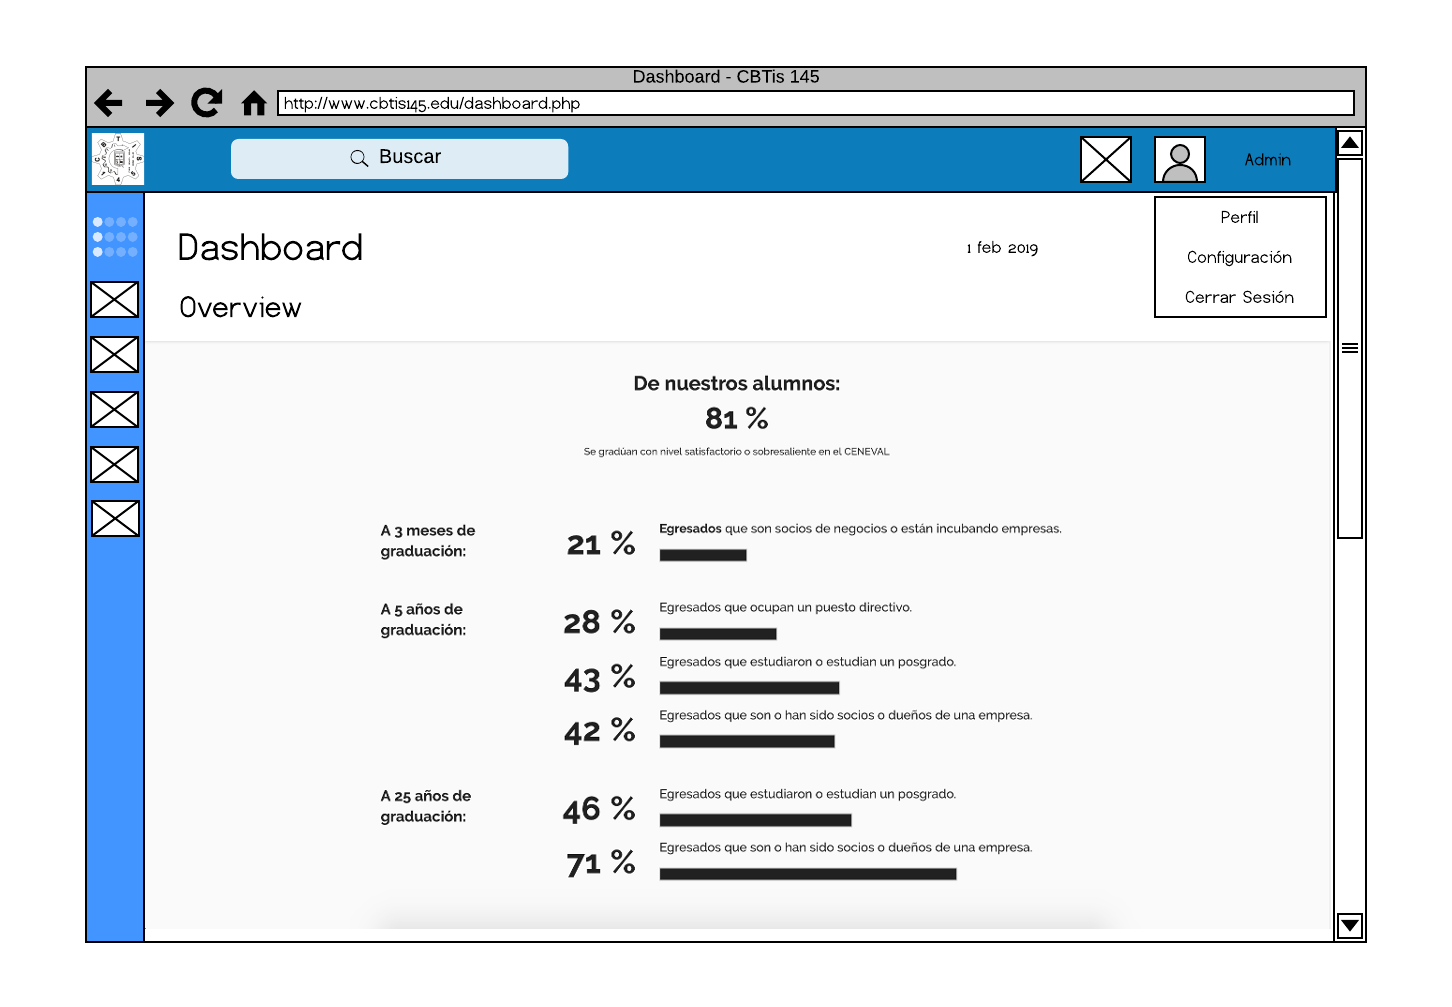 Dashboard - CBTis 145
http://www.cbtis145.edu/dashboard.php
Buscar
Admin
Perfil
Configuración
Cerrar Sesión
Dashboard
1 feb 2019
Overview
De nuestros alumnos:
81 %
Se gradúan con nivel satisfactorio o sobresaliente en el CENEVAL
A 3 meses de
graduación:
21 %
Egresados que son socios de negocios o están incubando empresas.
A 5 años de
graduación:
28 %
Egresados que ocupan un puesto directivo.
43 %
Egresados que estudiaron o estudian un posgrado.
42 %
Egresados que son o han sido socios o dueños de una empresa.
A 25 años de
graduación:
46 %
Egresados que estudiaron o estudian un posgrado.
71 %
Egresados que son o han sido socios o dueños de una empresa.